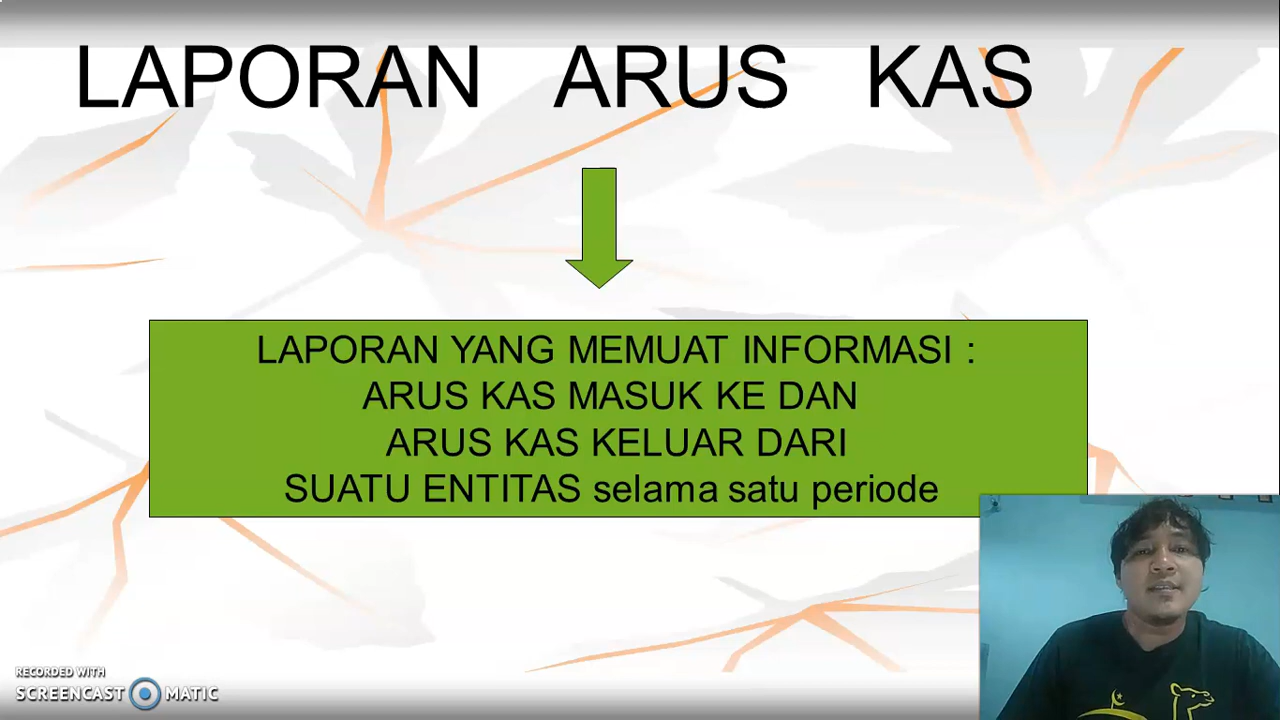 LAPORAN ARUS KAS
LAPORAN YANG MEMUAT INFORMASI :
ARUS KAS MASUK KE DAN
ARUS KAS KELUAR DARI
SUATU ENTITAS selama satu periode
RECORDED WITH
SCREENCAST MATIC